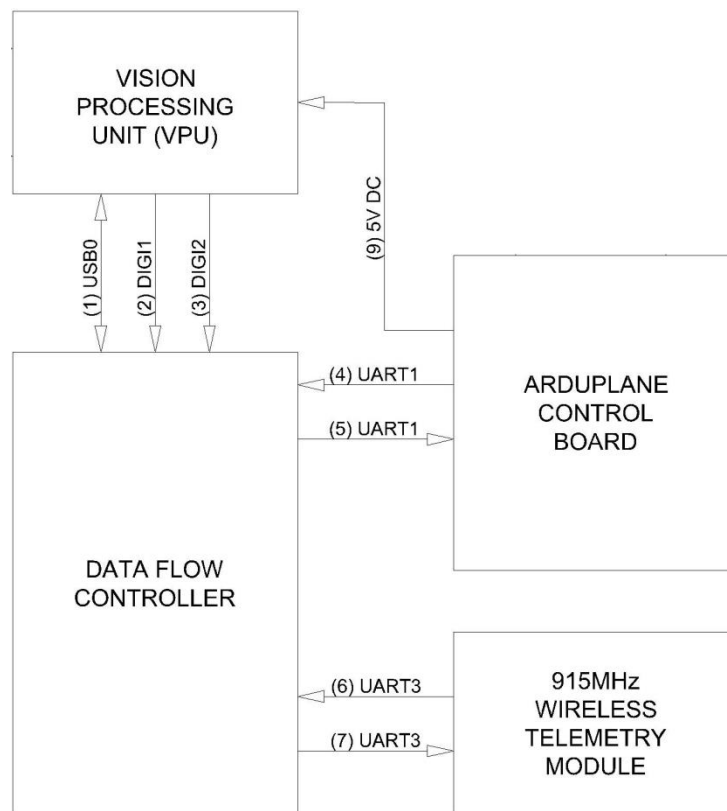 VISION
PROCESSING
UNIT (VPU)
(1) USB0
(2) DIGI1
(3) DIGI2
(9) 5V DC
(4) UART1
(5) UART1
ARDUPLANE
CONTROL
BOARD
DATA FLOW
CONTROLLER
(6) UART3
(7) UART3
915MHz
WIRELESS
TELEMETRY
MODULE